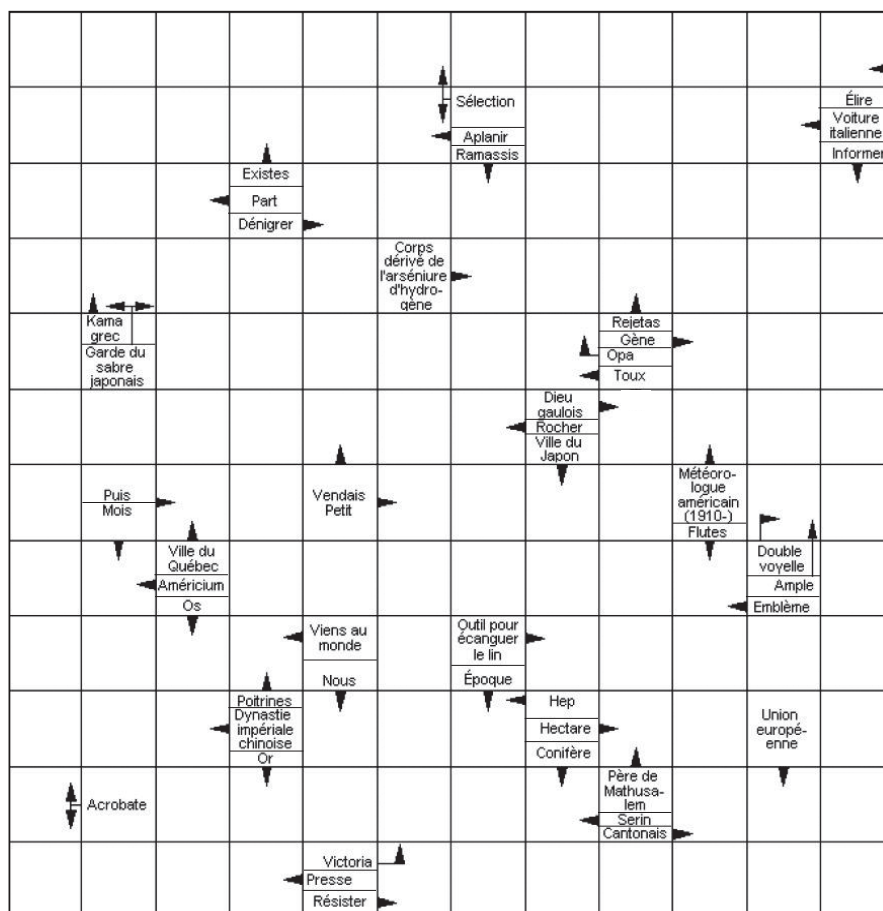 Sélection
Aplanir
Ramassis
Élire
Voiture
italienne
Informer
Existes
Part
Dénigrer
Corps
dérivé de
l'arséniure
d'hydro-
gène
Kama
grec
Garde du
sabre
japonais
Rejetas
Gène
Opa
Toux
Dieu
gaulois
Rocher
Ville du
Japon
Puis
Mois
Vendais
Petit
Météoro-
logue
américain
(1910-)
Flutes
Ville du
Québec
Américium
Os
Double
voyelle
Ample
Emblème
Viens au
monde
Nous
Outil pour
écanguer
le lin
Époque
Poitrines
Dynastie
impériale
chinoise
Or
Hep
Hectare
Conifère
Union
europé-
enne
Acrobate
Père de
Mathusa-
lem
Serin
Cantonais
Victoria
Presse
Résister